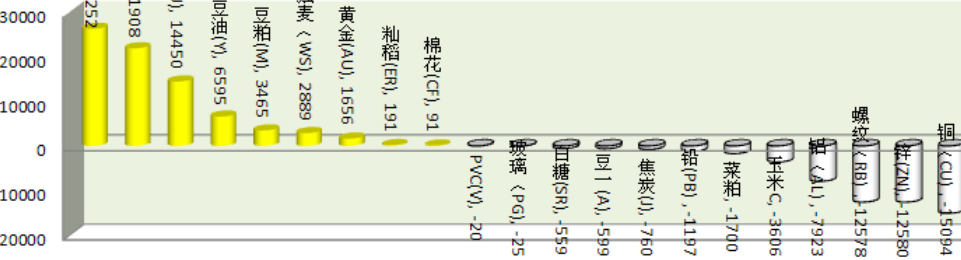 30000
20000
10000
0
10000
20000
252
1908
), 14450
豆油(Y), 6595
豆粕(M), 3465
麦〈WS), 2889
黄金(AU), 1656
籼稻(ER), 191
棉花(CF), 91
PVC(V), -20
玻璃〈PG), -25
白糖(SR), -559
豆一(A), -599
焦炭(J), -760
铅(PB) , -1197
菜粕, -1700
玉米C, -3606
铝〈AL) , -7923
螺纹〈RB) , -12578
锌(ZN), -12580
铜〈CU) , -15094